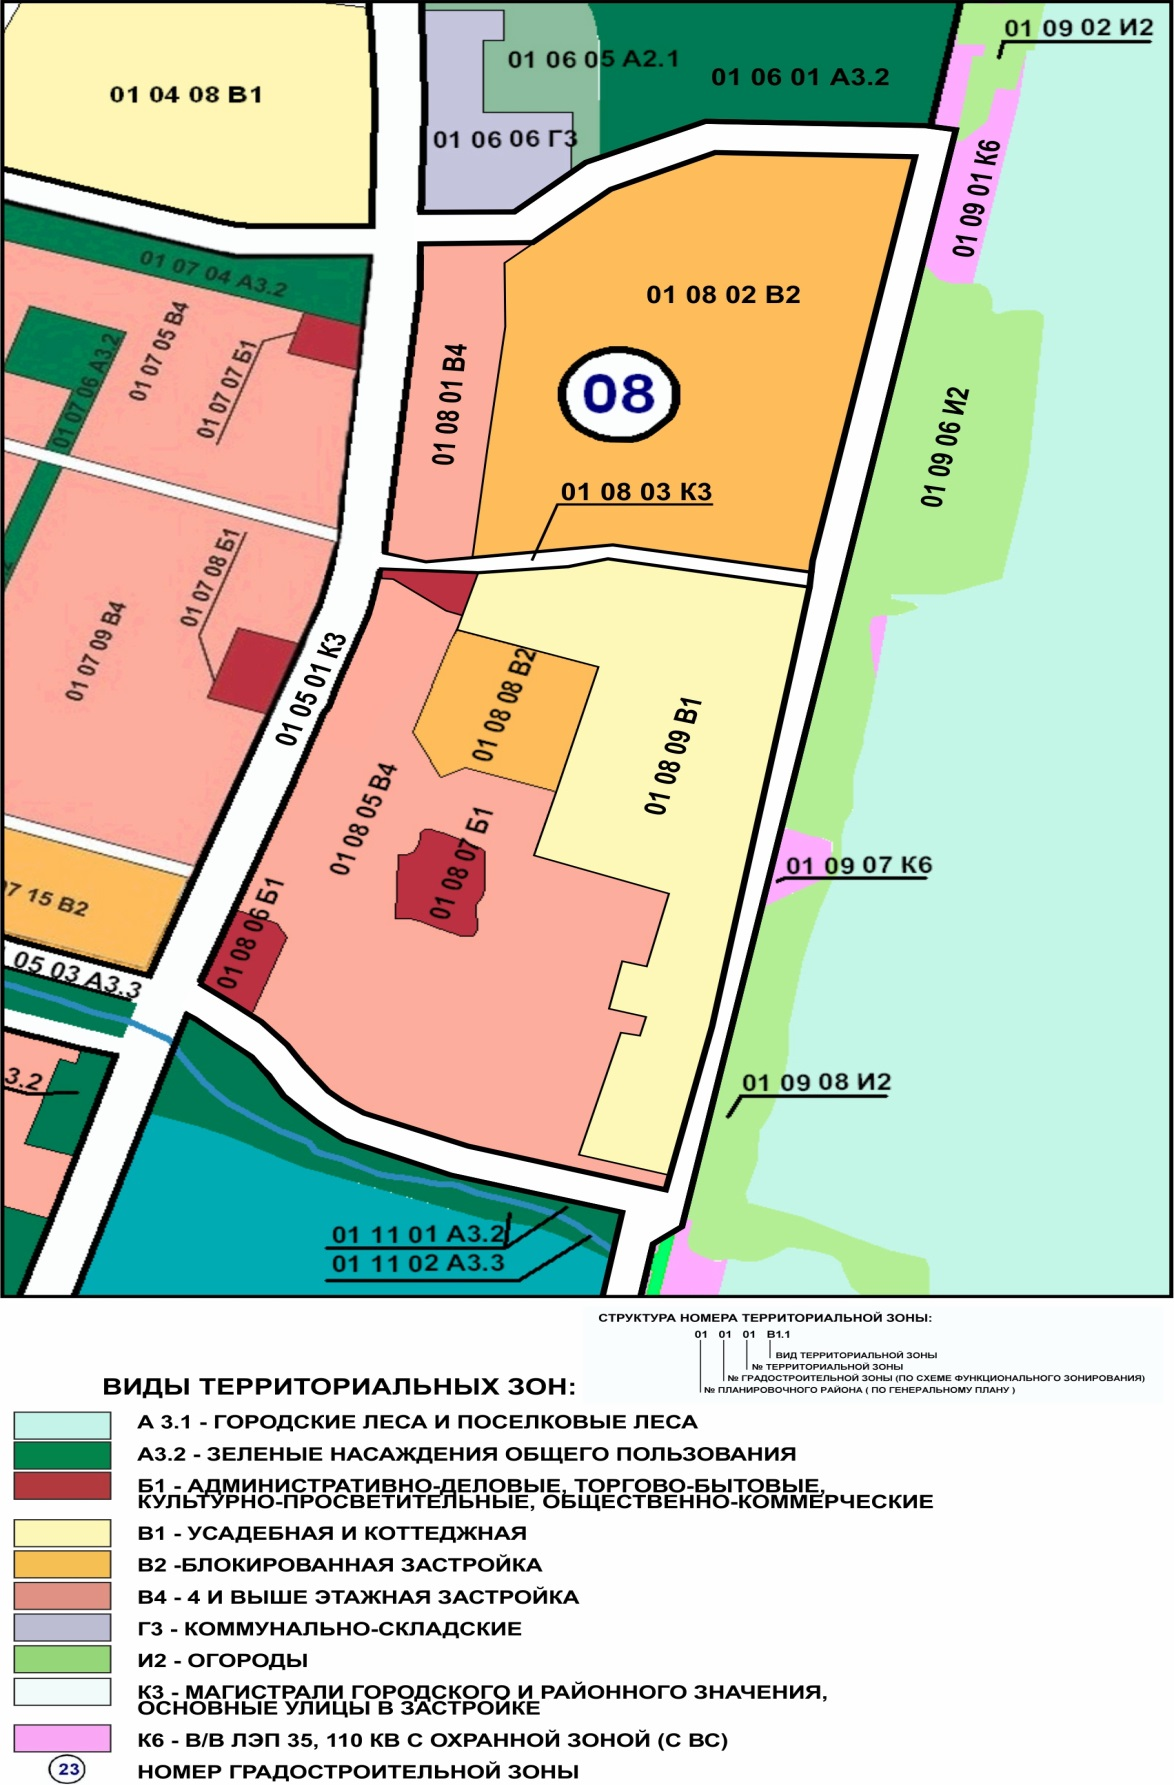 01 09 02 И2
01 04 08 В1
01 06 05 А2.1
01 06 01 А3.2
01 06 06 Г3
01 09 01 К6
01 07 04 А3.2
01 08 02 В2
01 07 05 В4
01 07 07 Б1
01 07 06 А3.2
01 08 01 В4
08
01 09 06 И2
01 08 03 К3
01 07 08 Б1
01 07 09 В4
01 05 01 К3
01 08 08 В2
01 08 09 В1
01 08 05 В4
01 08 07 Б1
01 09 07 К6
07 15 В2
01 08 06 Б1
05 03 А3.3
3.2
01 09 08 И2
01 11 01 А3.2
01 11 02 А3.3
СТРУКТУРА НОМЕРА ТЕРРИТОРИАЛЬНОЙ ЗОНЫ:
01 01 01 В1.1
ВИД ТЕРРИТОРИАЛЬНОЙ ЗОНЫ
№ ТЕРРИТОРИАЛЬНОЙ ЗОНЫ
№ ГРАДОСТРОИТЕЛЬНОЙ ЗОНЫ (ПО СХЕМЕ ФУНКЦИОНАЛЬНОГО ЗОНИРОВАНИЯ)
№ ПЛАНИРОВОЧНОГО РАЙОНА ( ПО ГЕНЕРАЛЬНОМУ ПЛАНУ )
ВИДЫ ТЕРРИТОРИАЛЬНЫХ ЗОН:
А 3.1 - ГОРОДСКИЕ ЛЕСА И ПОСЕЛКОВЫЕ ЛЕСА
А3.2 - ЗЕЛЕНЫЕ НАСАЖДЕНИЯ ОБЩЕГО ПОЛЬЗОВАНИЯ
Б1 - АДМИНИСТРАТИВНО-ДЕЛОВЫЕ, ТОРГОВО-БЫТОВЫЕ,
КУЛЬТУРНО-ПРОСВЕТИТЕЛЬНЫЕ, ОБЩЕСТВЕННО-КОММЕРЧЕСКИЕ
В1 - УСАДЕБНАЯ И КОТТЕДЖНАЯ
В2 -БЛОКИРОВАННАЯ ЗАСТРОЙКА
В4 - 4 И ВЫШЕ ЭТАЖНАЯ ЗАСТРОЙКА
Г3 - КОММУНАЛЬНО-СКЛАДСКИЕ
И2 - ОГОРОДЫ
К3 - МАГИСТРАЛИ ГОРОДСКОГО И РАЙОННОГО ЗНАЧЕНИЯ,
ОСНОВНЫЕ УЛИЦЫ В ЗАСТРОЙКЕ
К6 - В/В ЛЭП 35, 110 КВ С ОХРАННОЙ ЗОНОЙ (С ВС)
23 НОМЕР ГРАДОСТРОИТЕЛЬНОЙ ЗОНЫ